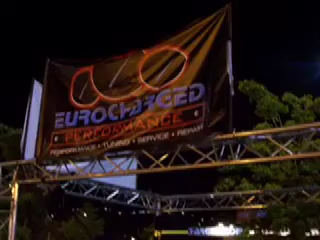 EUROCHARGED
PERFORMANCE
PERFORMANCE • TUNING • SERVICE • REPAIR